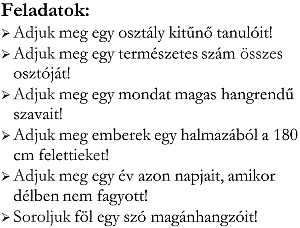 Feladatok:
➢ Adjuk meg egy osztály kitűnő tanulóit!
➢ Adjuk meg egy természetes szám összes
osztóját!
➢ Adjuk meg egy mondat magas hangrendű
szavait!
➢ Adjuk meg emberek egy halmazából a 180
cm felettieket!
➢ Adjuk meg egy év azon napjait, amikor
délben nem fagyott!
➢ Soroljuk föl egy szó magánhangzóit!